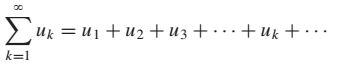 ∑_{k=1}^{∞} u_k = u_1 + u_2 + u_3 + ··· + u_k + ···